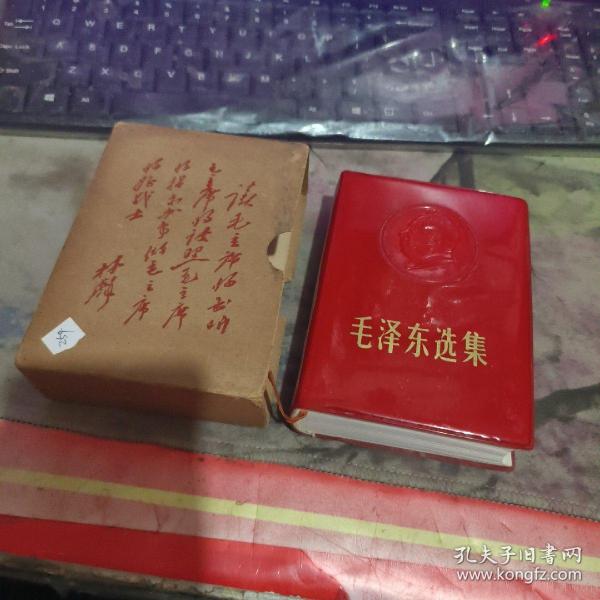 读毛主席的书听
毛主席的话照毛主席
的指示办事做毛主席
的好战士
林彪
259
毛泽东选集
孔夫子旧书网
www.kongfz.com